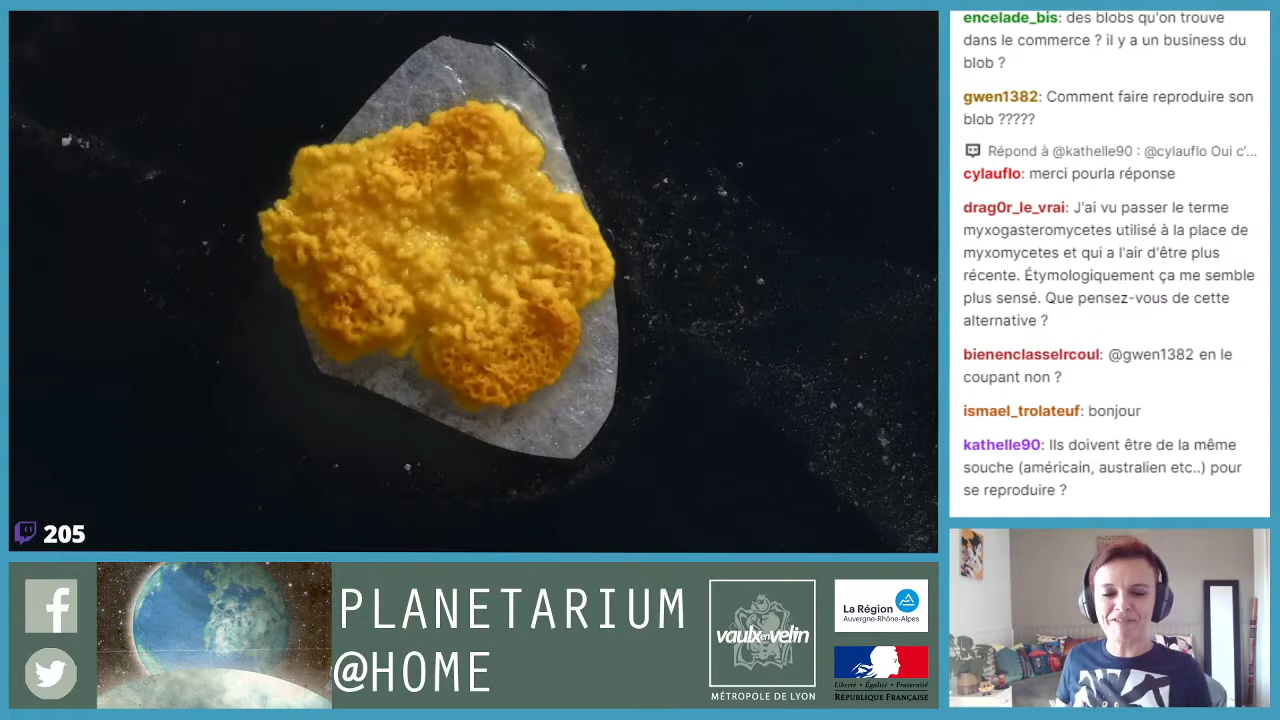 encelade_bis: des blobs qu'on trouve
dans le commerce ? il y a un business du
blob ?
gwen1382: Comment faire reproduire son
blob ?????
Répond à @kathelle90 : @cylauflo Oui c'...
cylauflo: merci pourla réponse
drag0r_le_vrai: J'ai vu passer le terme
myxogasteromycetes utilisé à la place de
myxomycetes et qui a l'air d'être plus
récente. Étymologiquement ça me semble
plus sensé. Que pensez-vous de cette
alternative ?
bienenclasselrcoul: @gwen1382 en le
coupant non ?
ismael_trolateuf: bonjour
kathelle90: Ils doivent être de la même
souche (américain, australien etc..) pour
se reproduire ?
205
PLANETARIUM
@HOME
vaulx en velin
MÉTROPOLE DE LYON
La Région
Auvergne-Rhône-Alpes
Liberté • Égalité • Fraternité
RÉPUBLIQUE FRANÇAISE